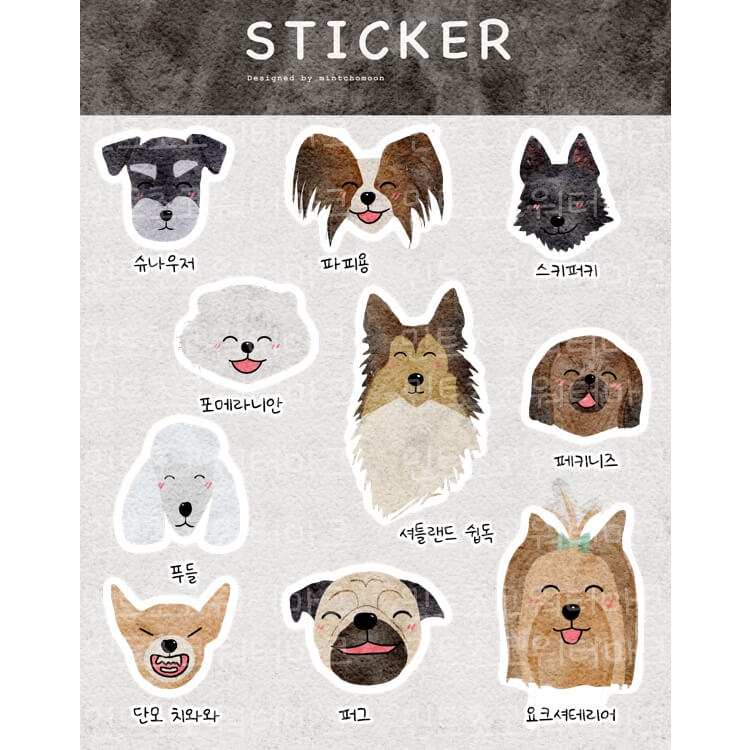 STICKER
Designed by mintchomoon
슈나우저
파피용
스키퍼키
포메라니안
페키니즈
셔틀랜드 쉽독
푸들
단모 치와와
퍼그
요크셔테리어